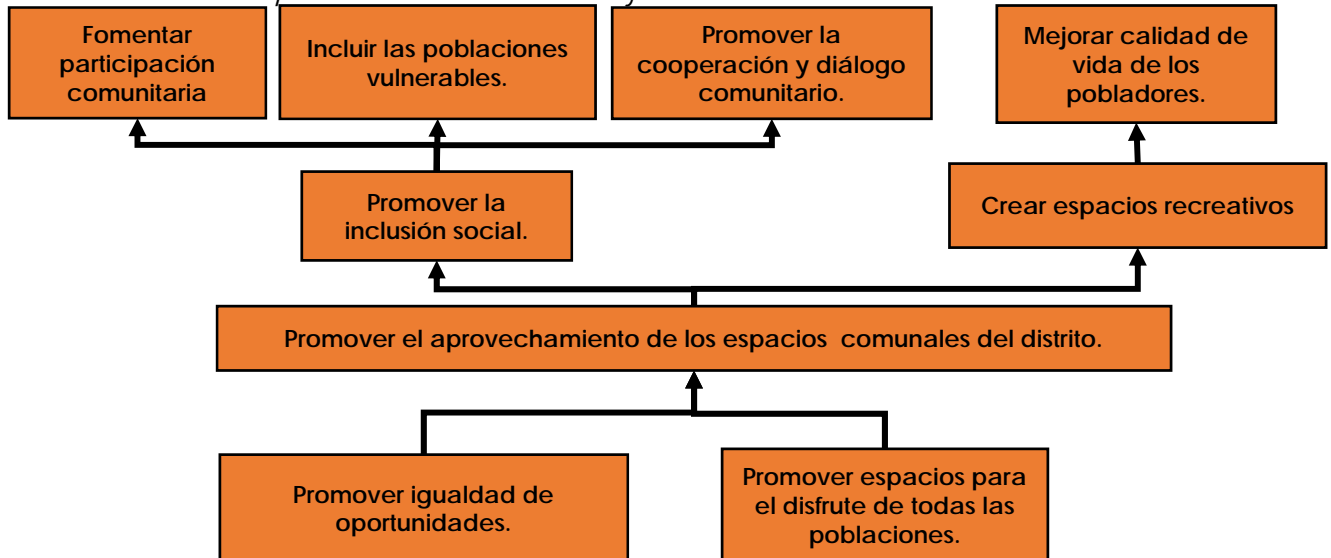 Fomentar
participación
comunitaria
Incluir las poblaciones
vulnerables.
Promover la
cooperación y diálogo
comunitario.
Mejorar calidad de
vida de los
pobladores.
Promover la
inclusión social.
Crear espacios recreativos
Promover el aprovechamiento de los espacios comunales del distrito.
Promover igualdad de
oportunidades.
Promover espacios para
el disfrute de todas las
poblaciones.